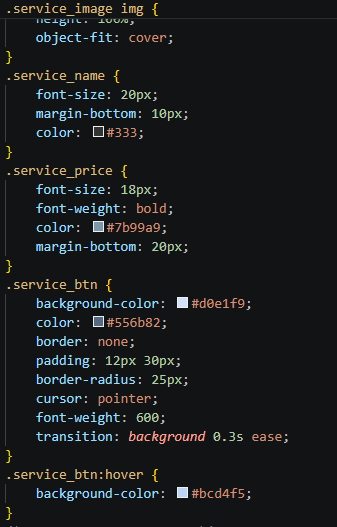 .service_image img {
height: 100%;
object-fit: cover;
}
.service_name {
font-size: 20px;
margin-bottom: 10px;
color: #333;
}
.service_price {
font-size: 18px;
font-weight: bold;
color: #7b99a9;
margin-bottom: 20px;
}
.service_btn {
background-color: #d0e1f9;
color: #556b82;
border: none;
padding: 12px 30px;
border-radius: 25px;
cursor: pointer;
font-weight: 600;
transition: background 0.3s ease;
}
.service_btn:hover {
background-color: #bcd4f5;
}